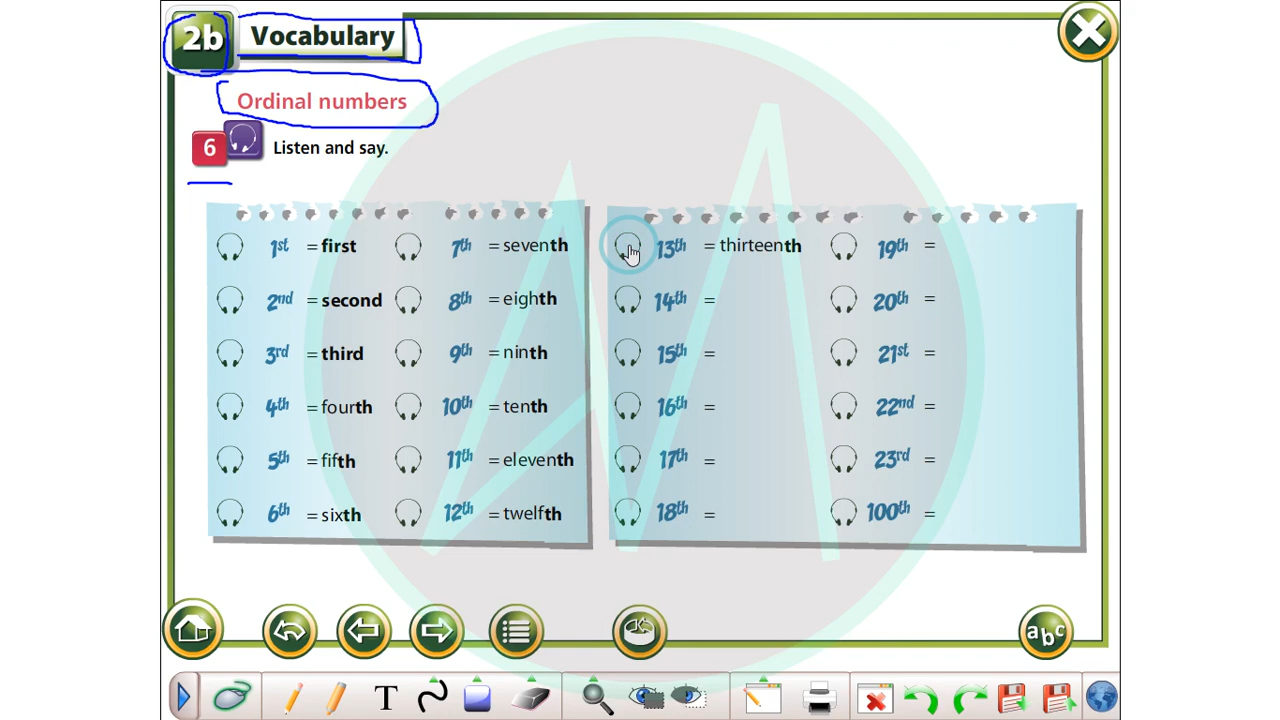 2b Vocabulary
Ordinal numbers
6 Listen and say.
1st = first
2nd = second
3rd = third
4th = fourth
5th = fifth
6th = sixth
7th = seventh
8th = eighth
9th = ninth
10th = tenth
11th = eleventh
12th = twelfth
13th = thirteenth
14th =
15th =
16th =
17th =
18th =
19th =
20th =
21st =
22nd =
23rd =
100th =
abc
T